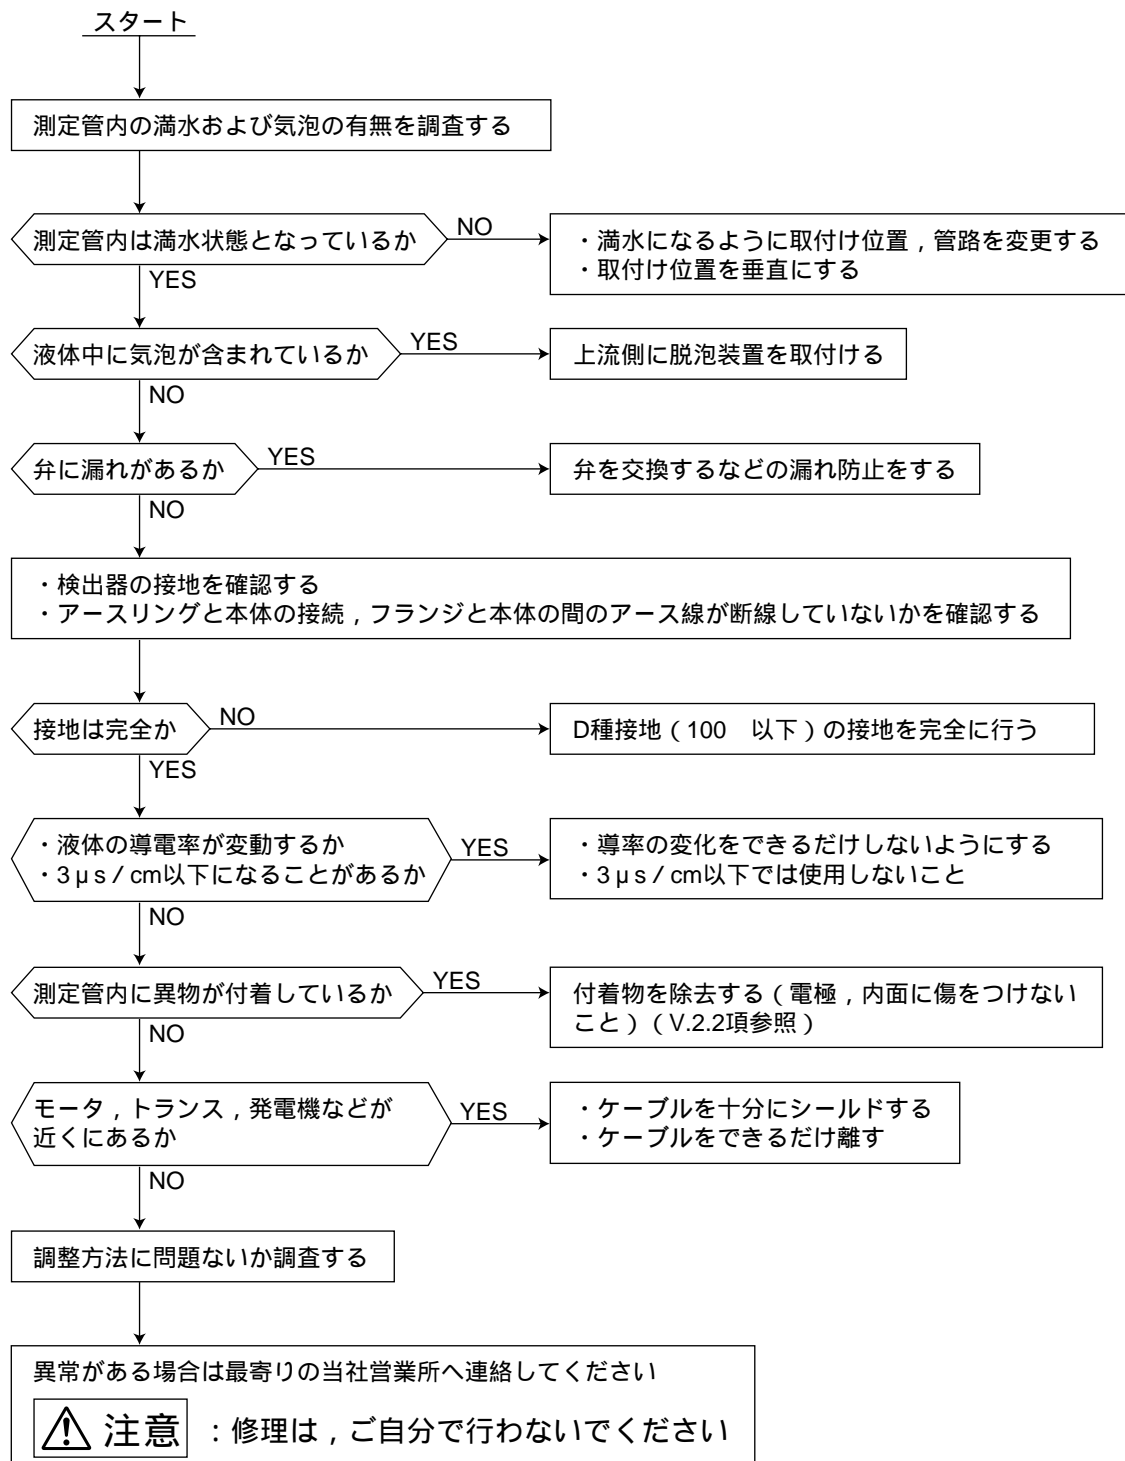 スタート
測定管内の満水および気泡の有無を調査する
測定管内は満水状態となっているか
NO
・満水になるように取付け位置，管路を変更する
・取付け位置を垂直にする
YES
液体中に気泡が含まれているか
YES
上流側に脱泡装置を取付ける
NO
弁に漏れがあるか
YES
弁を交換するなどの漏れ防止をする
NO
・検出器の接地を確認する
・アースリングと本体の接続，フランジと本体の間のアース線が断線していないかを確認する
接地は完全か
NO
D種接地（100　以下）の接地を完全に行う
YES
・液体の導電率が変動するか
・3μs／cm以下になることがあるか
YES
・導率の変化をできるだけしないようにする
・3μs／cm以下では使用しないこと
NO
測定管内に異物が付着しているか
YES
付着物を除去する（電極，内面に傷をつけない
こと）（V.2.2項参照）
NO
モータ，トランス，発電機などが
近くにあるか
YES
・ケーブルを十分にシールドする
・ケーブルをできるだけ離す
NO
調整方法に問題ないか調査する
異常がある場合は最寄りの当社営業所へ連絡してください
注意 ：修理は，ご自分で行わないでください